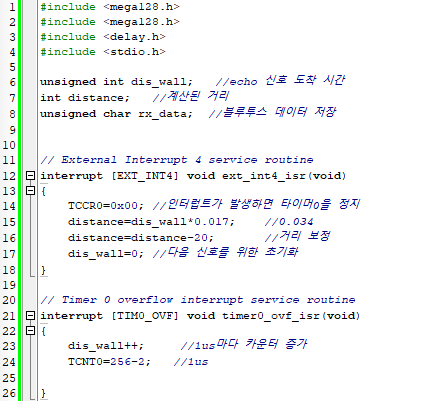 1 #include <mega128.h>
2 #include <mega128.h>
3 #include <delay.h>
4 #include <stdio.h>
5
6 unsigned int dis_wall; //echo 신호 도착 시간
7 int distance; //계산된 거리
8 unsigned char rx_data; //블루투스 데이터 저장
9
10
11 // External Interrupt 4 service routine
12 interrupt [EXT_INT4] void ext_int4_isr(void)
13 {
14 TCCR0=0x00; //인터럽트가 발생하면 타이머0을 정지
15 distance=dis_wall*0.017; //0.034
16 distance=distance-20; //거리 보정
17 dis_wall=0; //다음 신호를 위한 초기화
18 }
19
20 // Timer 0 overflow interrupt service routine
21 interrupt [TIM0_OVF] void timer0_ovf_isr(void)
22 {
23 dis_wall++; //1us마다 카운터 증가
24 TCNT0=256-2; //1us
25
26 }